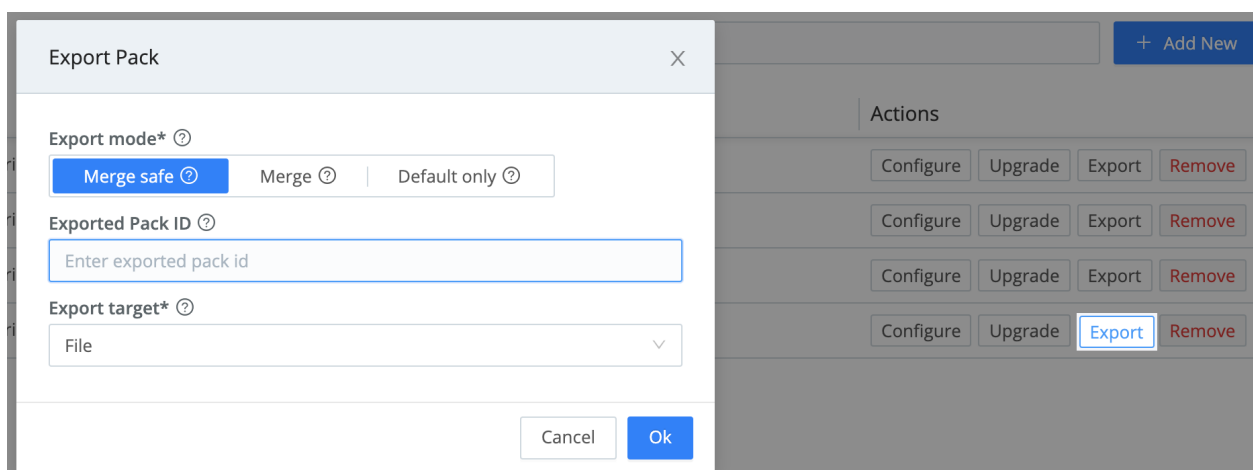 Export Pack
+ Add New
Export mode*
Merge safe Merge Default only
Exported Pack ID
Enter exported pack id
Export target*
File
Cancel Ok
Actions
Configure Upgrade Export Remove
Configure Upgrade Export Remove
Configure Upgrade Export Remove
Configure Upgrade Export Remove